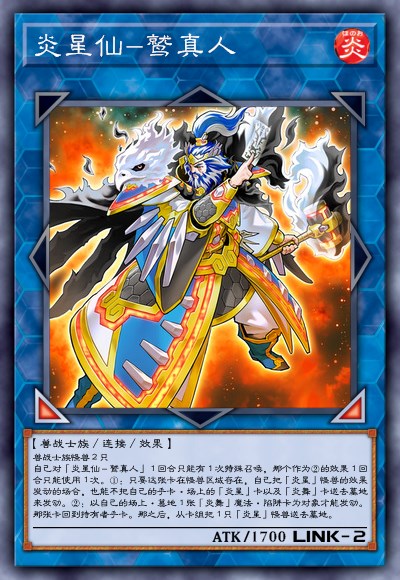 炎星仙－鹫真人
ほのお
炎
【兽战士族／连接／效果】
兽战士族怪兽２只
自己对「炎星仙－鹫真人」１回合只能有１次特殊召唤，那个作为②的效果１回
合只能使用１次。①：只要这张卡在怪兽区域存在，自己把「炎星」怪兽的效果
发动的场合，也能不把自己的手卡・场上的「炎星」卡以及「炎舞」卡送去墓地
来发动。②：以自己的场上・墓地１张「炎舞」魔法・陷阱卡为对象才能发动。
那张卡回到持有者手卡。那之后，从卡组把１只「炎星」怪兽送去墓地。
ATK/1700 LINK-2